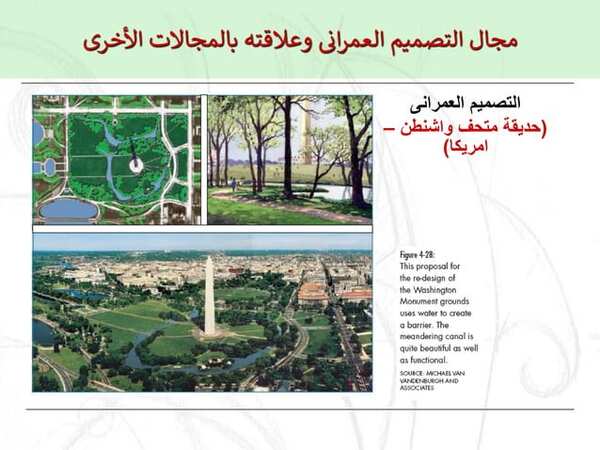 مجال التصميم العمرانى وعلاقته بالمجالات الأخرى
التصميم العمرانى
(حديقة متحف واشنطن –
امريكا)
Figure 4-28:
This proposal for
the re-design of
the Washington
Monument grounds
uses water to create
a barrier. The
meandering canal is
quite beautiful as well
as functional.
SOURCE: MICHAEL VAN
VANDENBURGH AND
ASSOCIATES